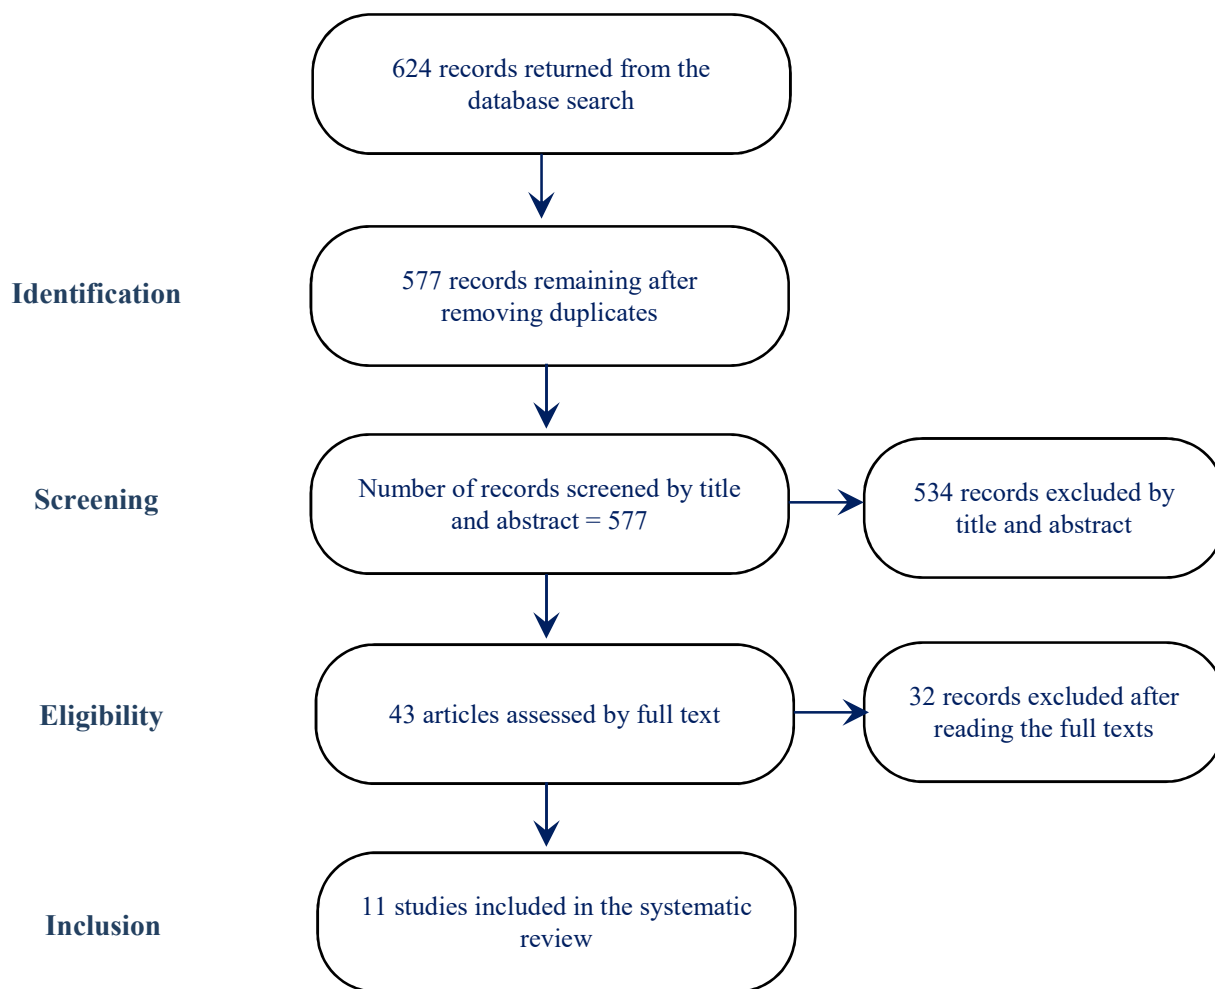 624 records returned from the
database search
Identification
577 records remaining after
removing duplicates
Screening
Number of records screened by title
and abstract = 577
534 records excluded by
title and abstract
Eligibility
43 articles assessed by full text
32 records excluded after
reading the full texts
Inclusion
11 studies included in the systematic
review